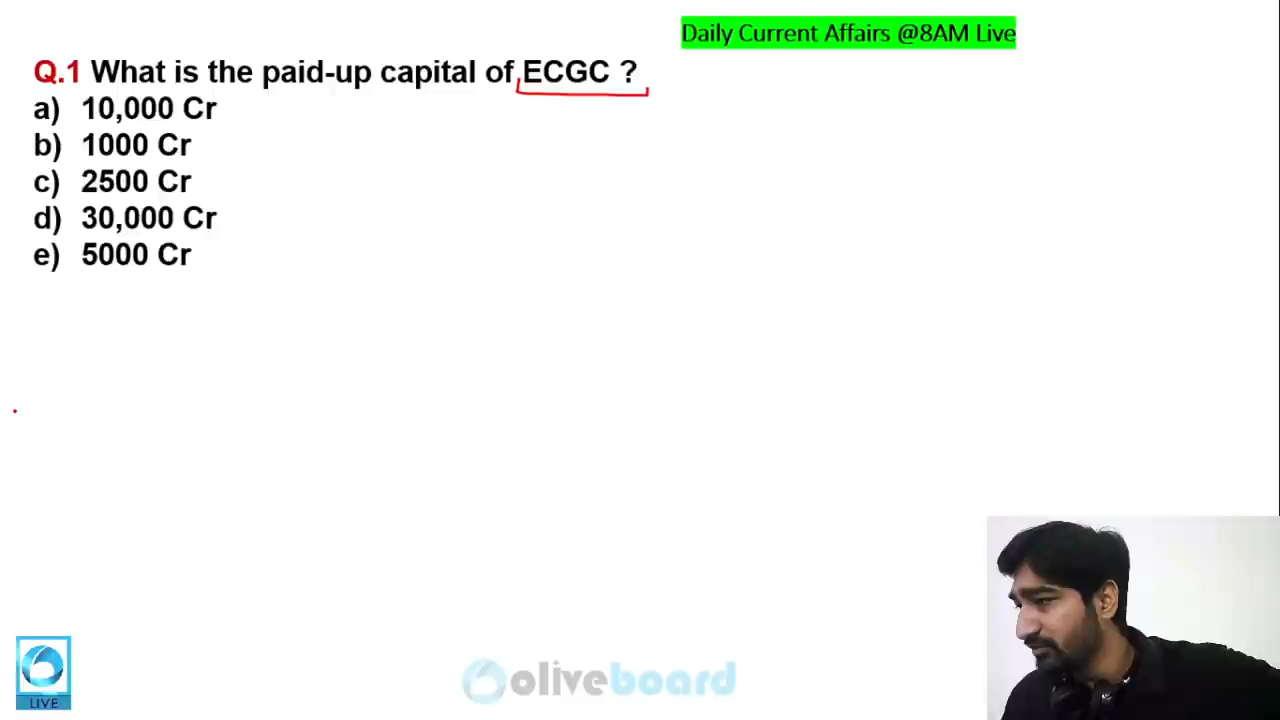 Daily Current Affairs @8AM Live
Q.1 What is the paid-up capital of ECGC ?
a) 10,000 Cr
b) 1000 Cr
c) 2500 Cr
d) 30,000 Cr
e) 5000 Cr
LIVE
oliveboard